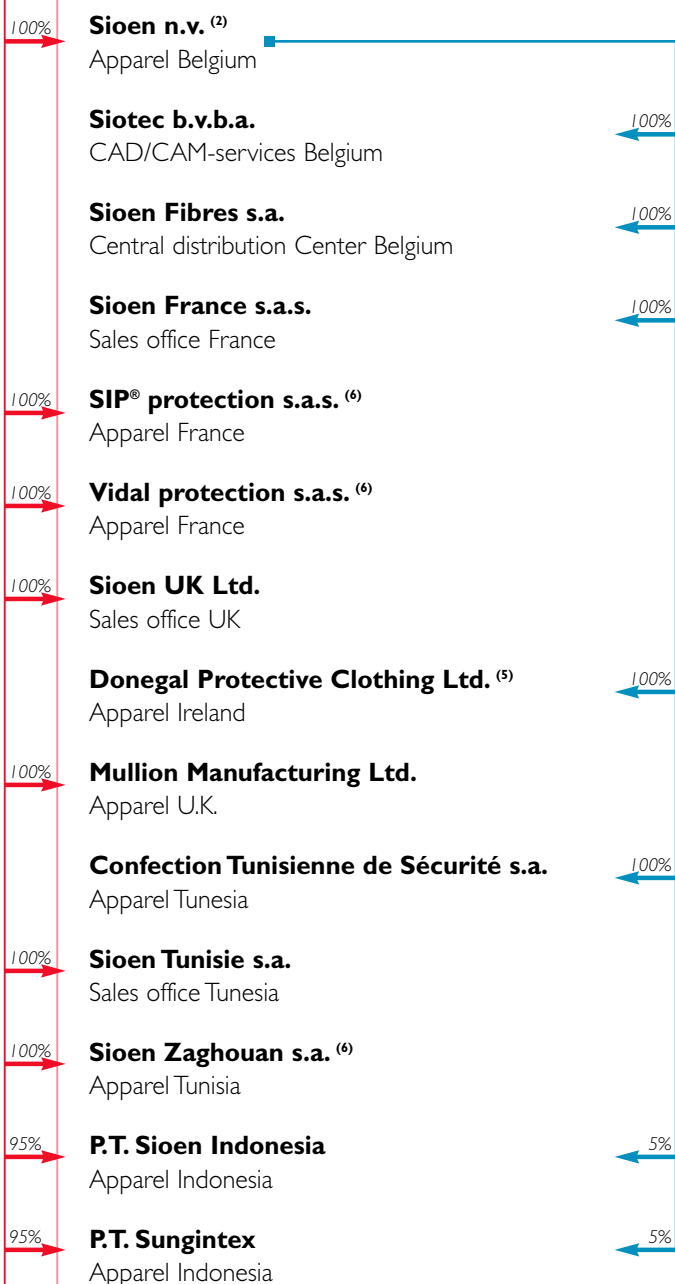 100% Sioen n.v. (2)
Apparel Belgium
Siotec b.v.b.a. 100%
CAD/CAM-services Belgium
Sioen Fibres s.a. 100%
Central distribution Center Belgium
Sioen France s.a.s. 100%
Sales office France
100% SIP® protection s.a.s. (6)
Apparel France
100% Vidal protection s.a.s. (6)
Apparel France
100% Sioen UK Ltd.
Sales office UK
Donegal Protective Clothing Ltd. (5) 100%
Apparel Ireland
100% Mullion Manufacturing Ltd.
Apparel U.K.
Confection Tunisienne de Sécurité s.a. 100%
Apparel Tunesia
100% Sioen Tunisie s.a.
Sales office Tunesia
100% Sioen Zaghouan s.a. (6)
Apparel Tunisia
95% P.T. Sioen Indonesia 5%
Apparel Indonesia
95% P.T. Sungintex 5%
Apparel Indonesia